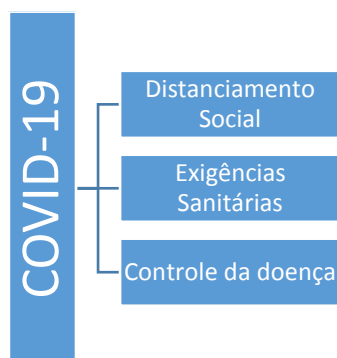 COVID-19
Distanciamento
Social
Exigências
Sanitárias
Controle da doença